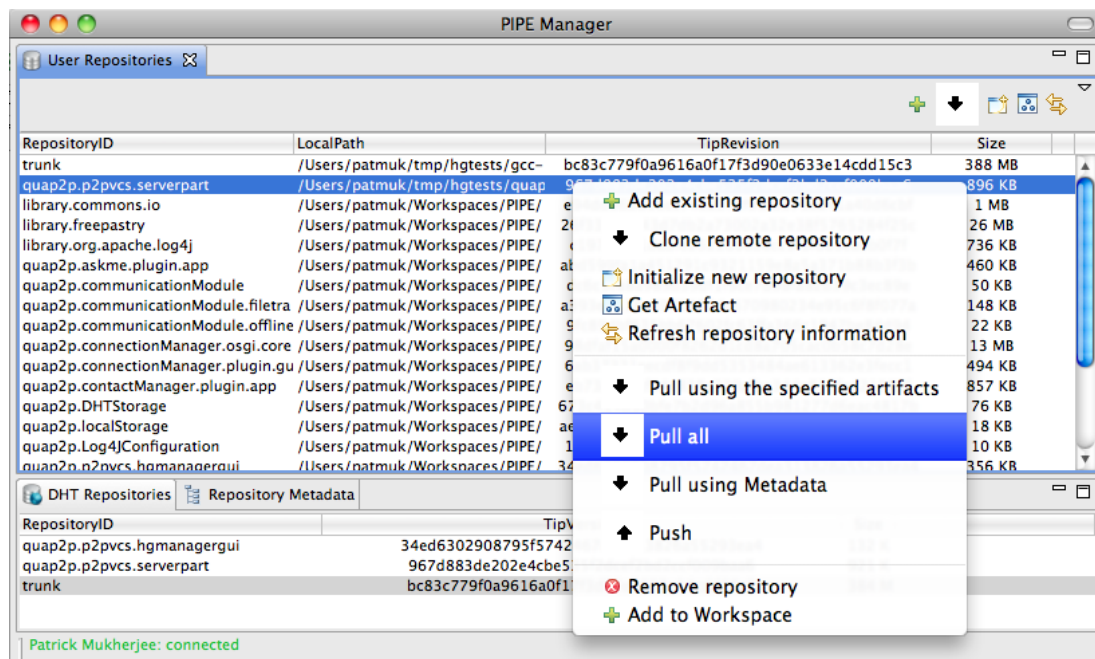 PIPE Manager
User Repositories
RepositoryID LocalPath TipRevision Size
trunk /Users/patmuk/tmp/hgtests/gcc- bc83c779f0a9616a0f17f3d90e0633e14cdd15c3 388 MB
quap2p.p2pvcs.serverpart /Users/patmuk/tmp/hgtests/quap 896 KB
library.commons.io /Users/patmuk/Workspaces/PIPE/ 1 MB
library.freepastry /Users/patmuk/Workspaces/PIPE/ 26 MB
library.org.apache.log4j /Users/patmuk/Workspaces/PIPE/ 736 KB
quap2p.askme.plugin.app /Users/patmuk/Workspaces/PIPE/ 460 KB
quap2p.communicationModule /Users/patmuk/Workspaces/PIPE/ 50 KB
quap2p.communicationModule.filetra /Users/patmuk/Workspaces/PIPE/ 148 KB
quap2p.communicationModule.offline /Users/patmuk/Workspaces/PIPE/ 22 KB
quap2p.connectionManager.osgi.core /Users/patmuk/Workspaces/PIPE/ 13 MB
quap2p.connectionManager.plugin.gu /Users/patmuk/Workspaces/PIPE/ 494 KB
quap2p.contactManager.plugin.app /Users/patmuk/Workspaces/PIPE/ 857 KB
quap2p.DHTStorage /Users/patmuk/Workspaces/PIPE/ 76 KB
quap2p.localStorage /Users/patmuk/Workspaces/PIPE/ 18 KB
quap2p.Log4JConfiguration /Users/patmuk/Workspaces/PIPE/ 10 KB
quap2p.p2pvcs.hgmanagergui /Users/patmuk/Workspaces/PIPE/ 34 356 KB
Add existing repository
Clone remote repository
Initialize new repository
Get Artefact
Refresh repository information
Pull using the specified artifacts
Pull all
Pull using Metadata
Push
Remove repository
Add to Workspace
DHT Repositories Repository Metadata
RepositoryID TipV
quap2p.p2pvcs.hgmanagergui 34ed6302908795f5742
quap2p.p2pvcs.serverpart 967d883de202e4cbe5
trunk bc83c779f0a9616a0f1
Patrick Mukherjee: connected